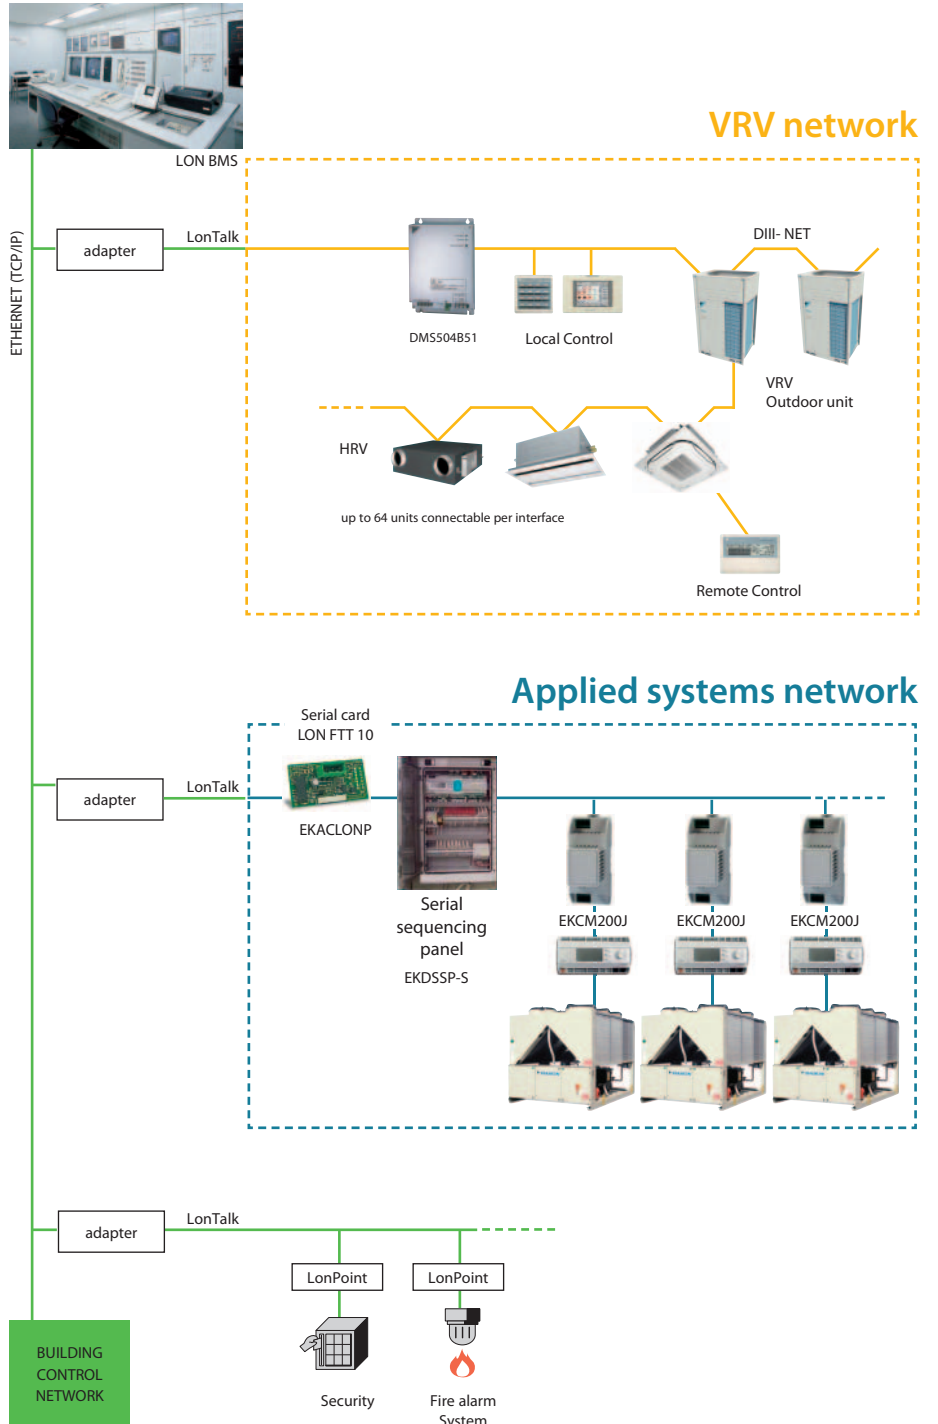 VRV network
LON BMS
ETHERNET (TCP/IP)
adapter
LonTalk
DIII- NET
DMS504B51
Local Control
VRV
Outdoor unit
HRV
up to 64 units connectable per interface
Remote Control
Applied systems network
Serial card
LON FTT 10
adapter
LonTalk
EKACLONP
Serial
sequencing
panel
EKDSSP-S
EKCM200J
EKCM200J
EKCM200J
adapter
LonTalk
LonPoint
LonPoint
BUILDING
CONTROL
NETWORK
Security
Fire alarm
System